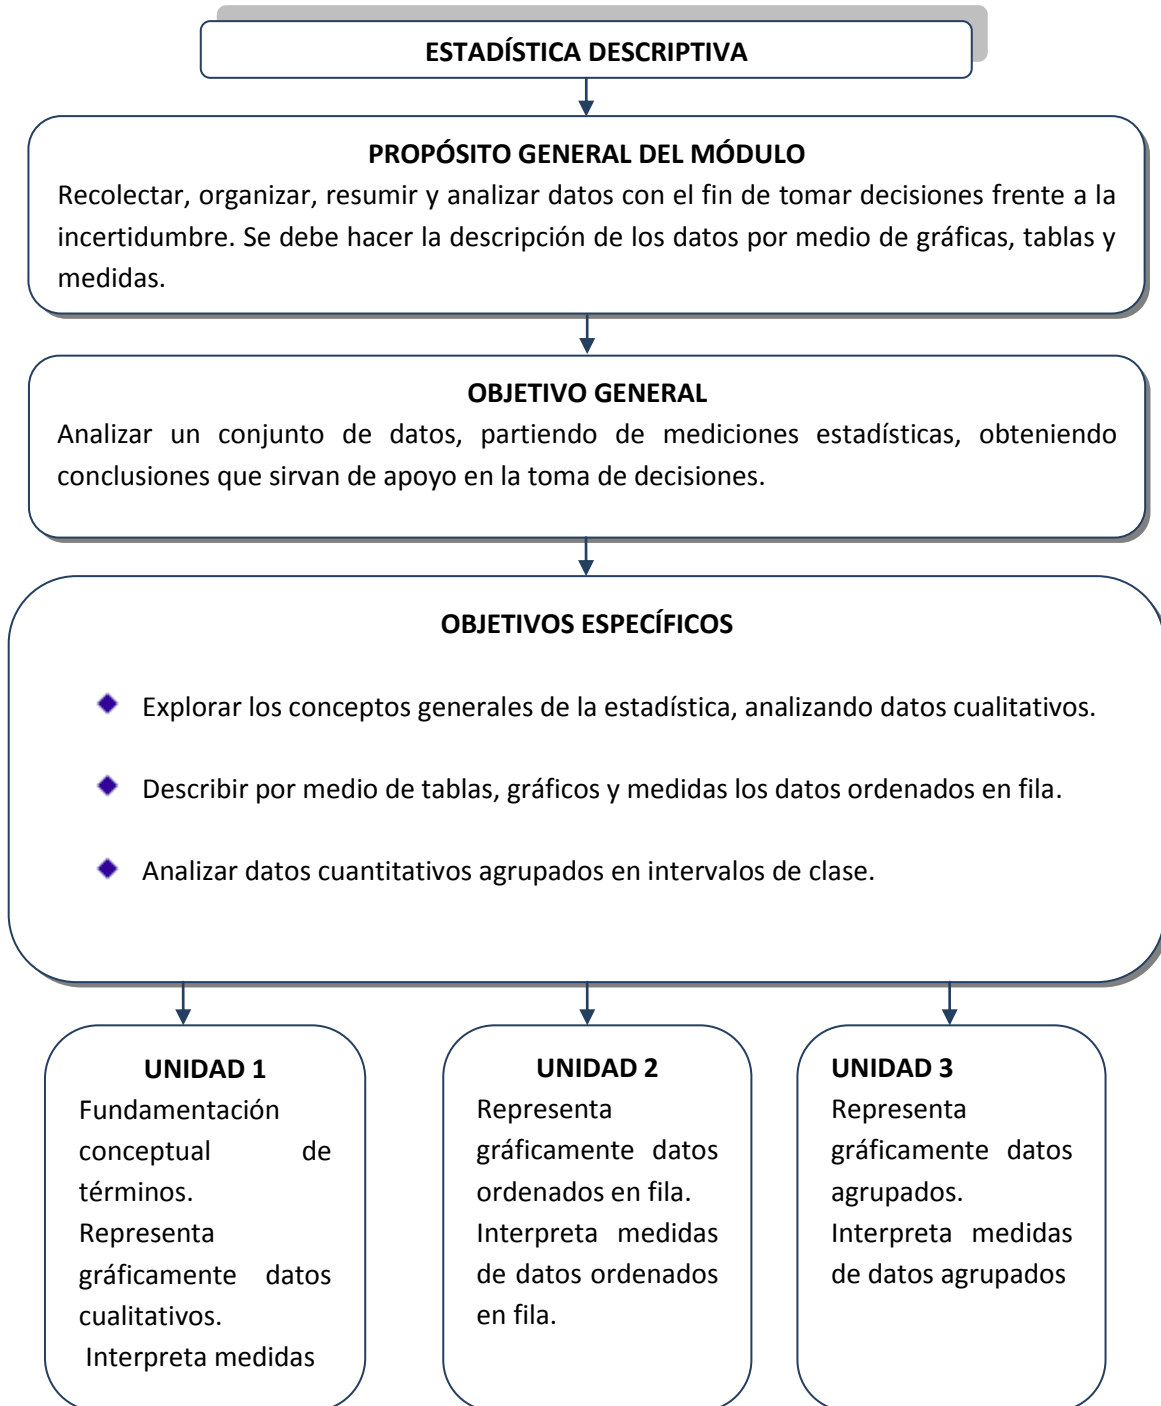 ESTADÍSTICA DESCRIPTIVA
PROPÓSITO GENERAL DEL MÓDULO
Recolectar, organizar, resumir y analizar datos con el fin de tomar decisiones frente a la
incertidumbre. Se debe hacer la descripción de los datos por medio de gráficas, tablas y
medidas.
OBJETIVO GENERAL
Analizar un conjunto de datos, partiendo de mediciones estadísticas, obteniendo
conclusiones que sirvan de apoyo en la toma de decisiones.
OBJETIVOS ESPECÍFICOS
Explorar los conceptos generales de la estadística, analizando datos cualitativos.
Describir por medio de tablas, gráficos y medidas los datos ordenados en fila.
Analizar datos cuantitativos agrupados en intervalos de clase.
UNIDAD 1
Fundamentación
conceptual de
términos.
Representa
gráficamente datos
cualitativos.
Interpreta medidas
UNIDAD 2
Representa
gráficamente datos
ordenados en fila.
Interpreta medidas
de datos ordenados
en fila.
UNIDAD 3
Representa
gráficamente datos
agrupados.
Interpreta medidas
de datos agrupados